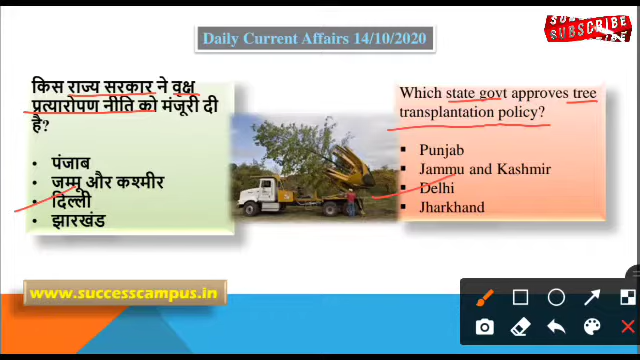 Daily Current Affairs 14/10/2020
SUBSCRIBE
किस राज्य सरकार ने वृक्ष
प्रत्यारोपण नीति को मंजूरी दी
है?
• पंजाब
• जम्मू और कश्मीर
• दिल्ली
• झारखंड
Which state govt approves tree
transplantation policy?
▪ Punjab
▪ Jammu and Kashmir
▪ Delhi
▪ Jharkhand
www.successcampus.in